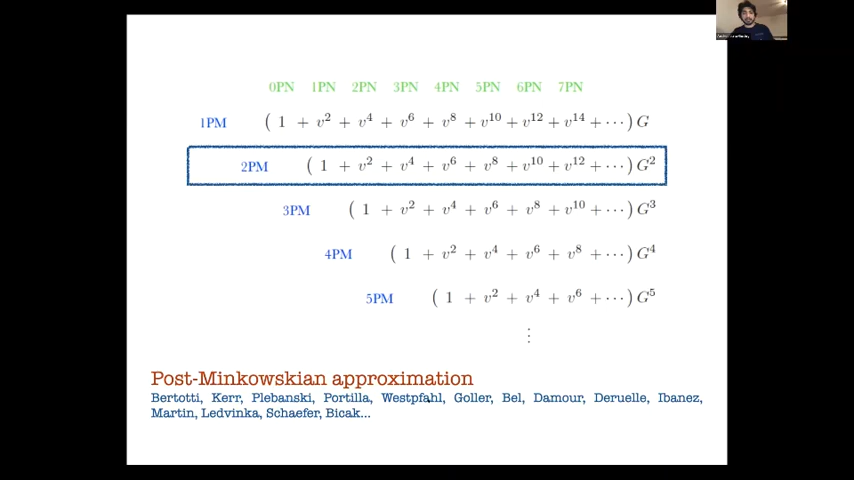 0PN 1PN 2PN 3PN 4PN 5PN 6PN 7PN
1PM ( 1 + v² + v⁴ + v⁶ + v⁸ + v¹⁰ + v¹² + v¹⁴ + ··· ) G
2PM ( 1 + v² + v⁴ + v⁶ + v⁸ + v¹⁰ + v¹² + ··· ) G²
3PM ( 1 + v² + v⁴ + v⁶ + v⁸ + v¹⁰ + ··· ) G³
4PM ( 1 + v² + v⁴ + v⁶ + v⁸ + ··· ) G⁴
5PM ( 1 + v² + v⁴ + v⁶ + ··· ) G⁵
⋮
Post-Minkowskian approximation
Bertotti, Kerr, Plebanski, Portilla, Westpfahl, Goller, Bel, Damour, Deruelle, Ibanez,
Martin, Ledvinka, Schaefer, Bicak...